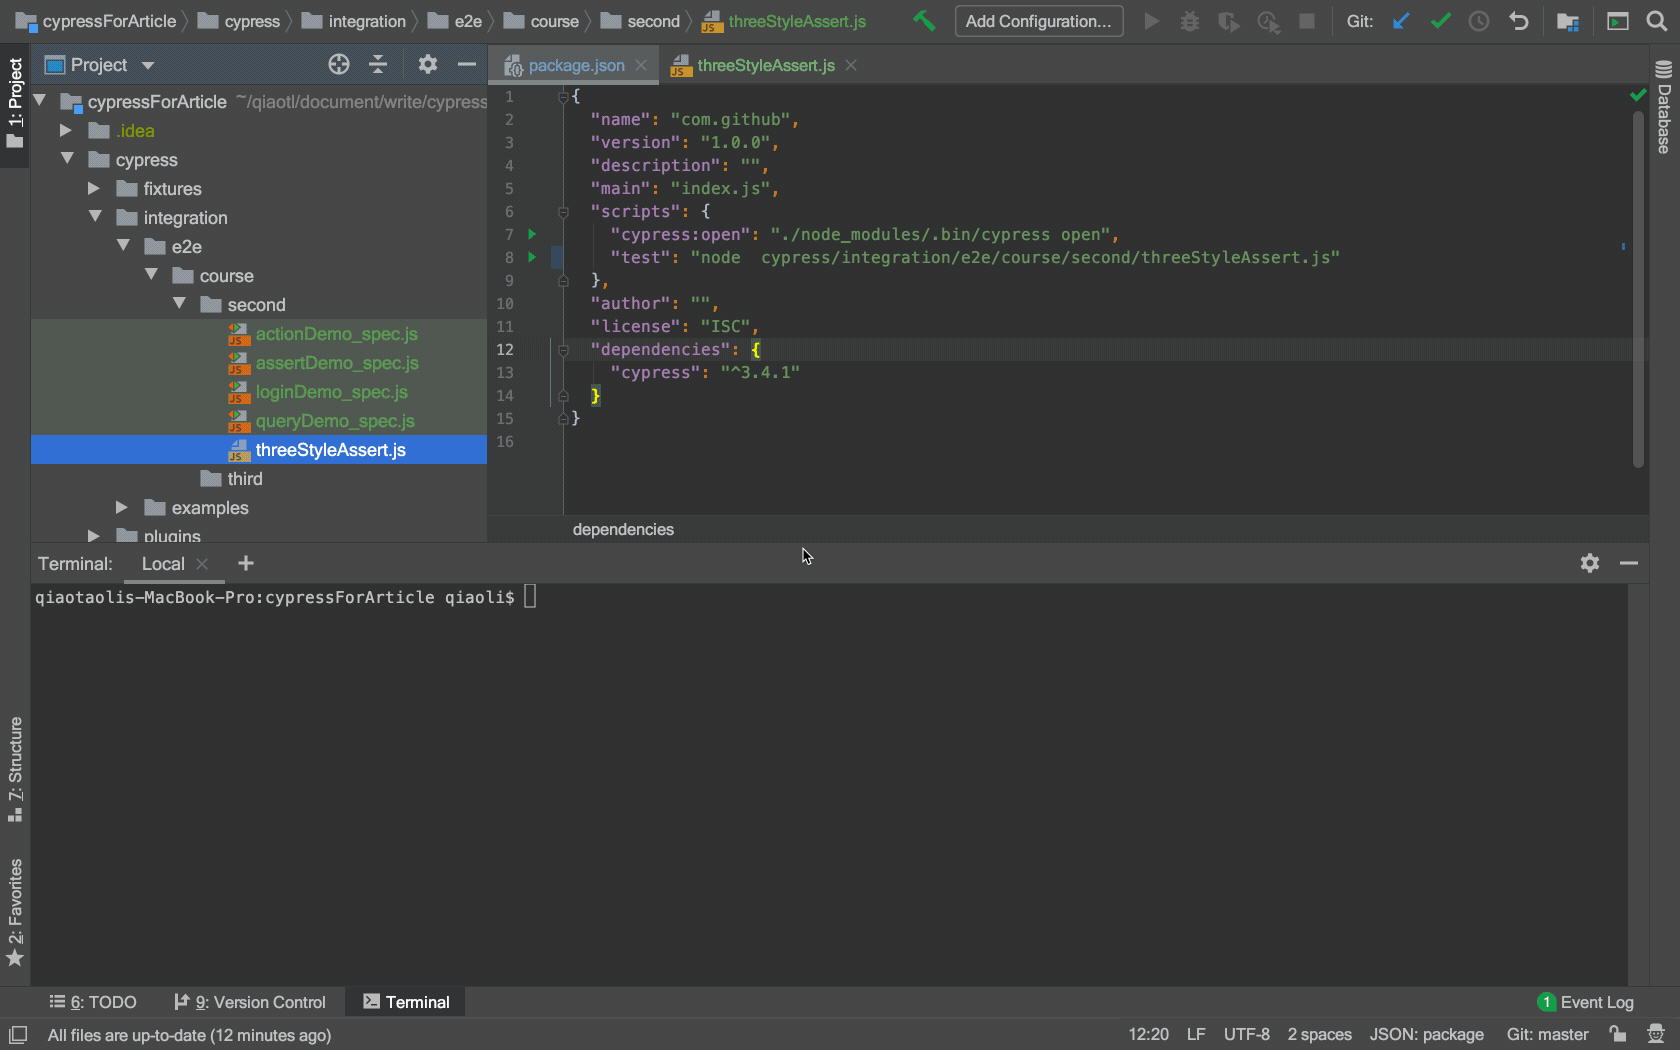 cypressForArticle cypress integration e2e course second threeStyleAssert.js Add Configuration... Git:
1: Project
Project
package.json threeStyleAssert.js
Database
cypressForArticle ~/qiaotl/document/write/cypress
.idea
cypress
fixtures
integration
e2e
course
second
actionDemo_spec.js
assertDemo_spec.js
loginDemo_spec.js
queryDemo_spec.js
threeStyleAssert.js
third
examples
plugins
1 {
2 "name": "com.github",
3 "version": "1.0.0",
4 "description": "",
5 "main": "index.js",
6 "scripts": {
7 "cypress:open": "./node_modules/.bin/cypress open",
8 "test": "node  cypress/integration/e2e/course/second/threeStyleAssert.js"
9 },
10 "author": "",
11 "license": "ISC",
12 "dependencies": {
13 "cypress": "^3.4.1"
14 }
15 }
16
dependencies
Terminal: Local
qiaotaolis-MacBook-Pro:cypressForArticle qiaoli$
7: Structure
2: Favorites
6: TODO 9: Version Control Terminal 1 Event Log
All files are up-to-date (12 minutes ago) 12:20 LF UTF-8 2 spaces JSON: package Git: master